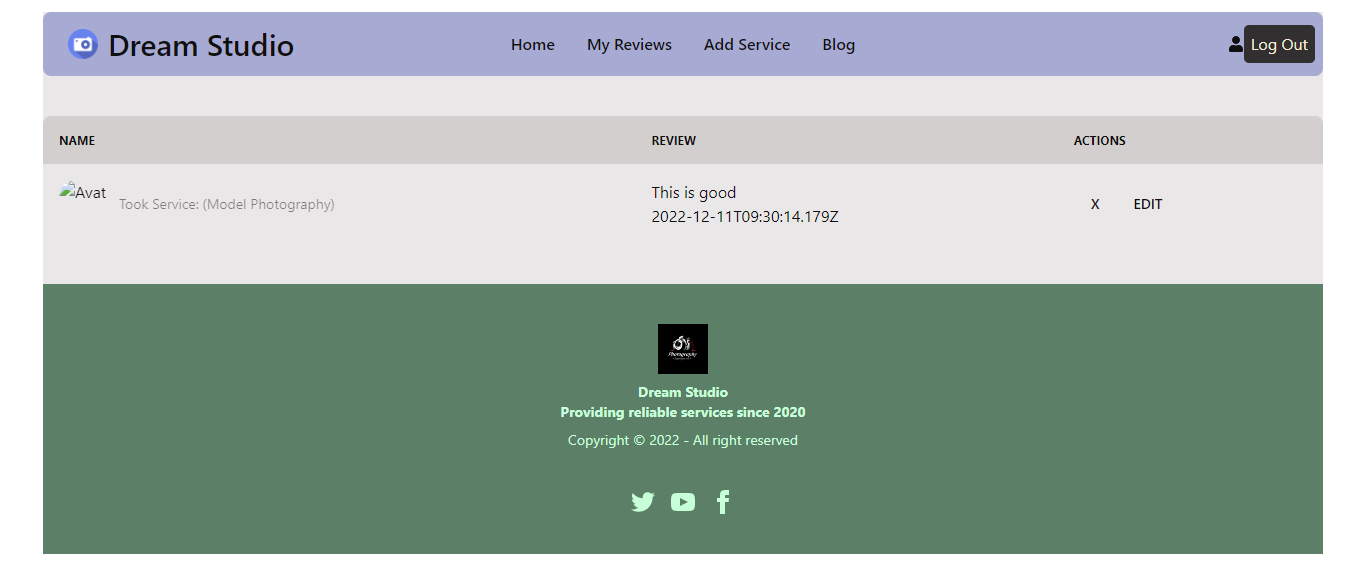 Dream Studio
Home
My Reviews
Add Service
Blog
Log Out
NAME
REVIEW
ACTIONS
Avat
Took Service: (Model Photography)
This is good
2022-12-11T09:30:14.179Z
X
EDIT
Photography
Dream Studio
Providing reliable services since 2020
Copyright © 2022 - All right reserved